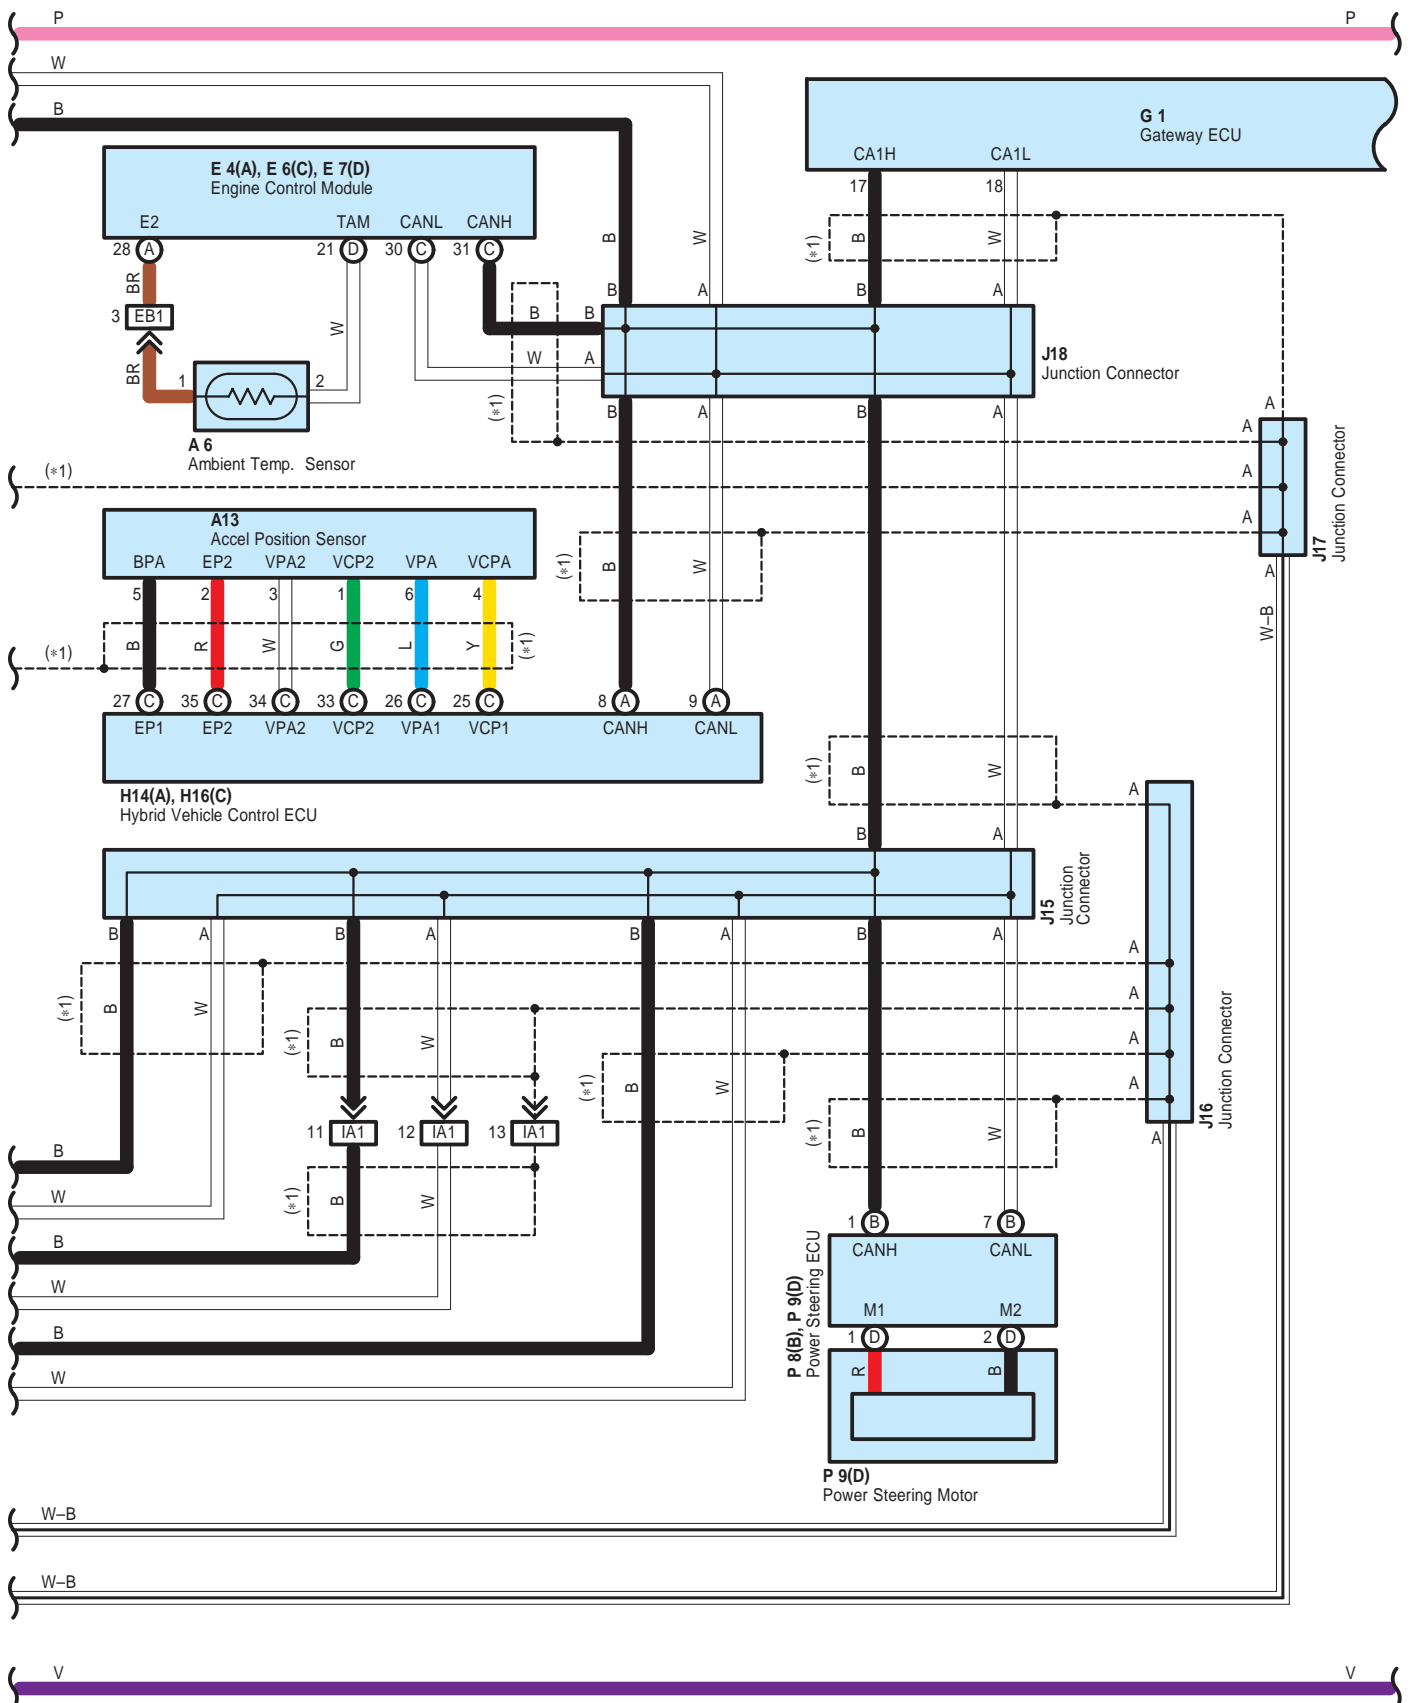 P P
W
B
G 1
Gateway ECU
CA1H CA1L
17 18
E 4(A), E 6(C), E 7(D)
Engine Control Module
E2 TAM CANL CANH
28 A 21 D 30 C 31 C
B W (*1) B W
BR
3 EB1
W
B A B A
B B
W A
J18
Junction Connector
BR
1 2
(*1)
B A B A
A 6
Ambient Temp. Sensor
A
A
A
A
J17
Junction Connector
A
W–B
(*1)
A13
Accel Position Sensor
BPA EP2 VPA2 VCP2 VPA VCPA
5 2 3 1 6 4
(*1) B W
(*1)
B R W G L Y (*1)
27 C 35 C 34 C 33 C 26 C 25 C 8 A 9 A
EP1 EP2 VPA2 VCP2 VPA1 VCP1 CANH CANL
H14(A), H16(C)
Hybrid Vehicle Control ECU
(*1) B W
A
B A
J15
Junction
Connector
B A B A B A B A
A
A
A
A
J16
Junction Connector
A
(*1) B W
(*1) B W
(*1) B W
(*1) B W
11 IA1 12 IA1 13 IA1
(*1) B W
B
W
B
W
B
W
1 B 7 B
CANH CANL
P 8(B), P 9(D)
Power Steering ECU
M1 M2
1 D 2 D
R B
P 9(D)
Power Steering Motor
W–B
W–B
V V